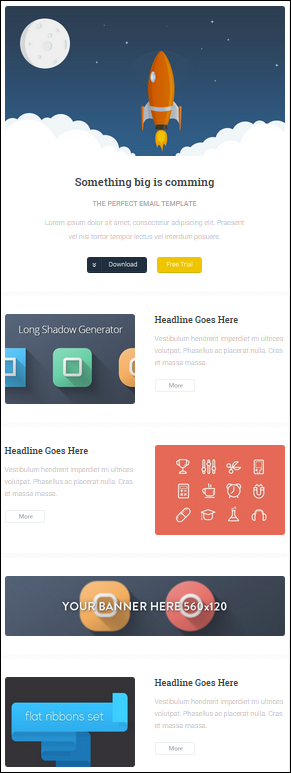 Something big is comming
THE PERFECT EMAIL TEMPLATE
Lorem ipsum dolor sit amet, consectetur adipiscing elit. Praesent
vel nisi tortor tempor lectus vel interdum posuere.
Download
Free Trial
Long Shadow Generator
Headline Goes Here
Vestibulum hendrerit imperdiet mi ultrices
volutpat. Phasellus ac placerat nulla. Cras
et massa massa.
More
Headline Goes Here
Vestibulum hendrerit imperdiet mi ultrices
volutpat. Phasellus ac placerat nulla. Cras
et massa massa.
More
YOUR BANNER HERE 560x120
flat ribbons set
Headline Goes Here
Vestibulum hendrerit imperdiet mi ultrices
volutpat. Phasellus ac placerat nulla. Cras
et massa massa.
More